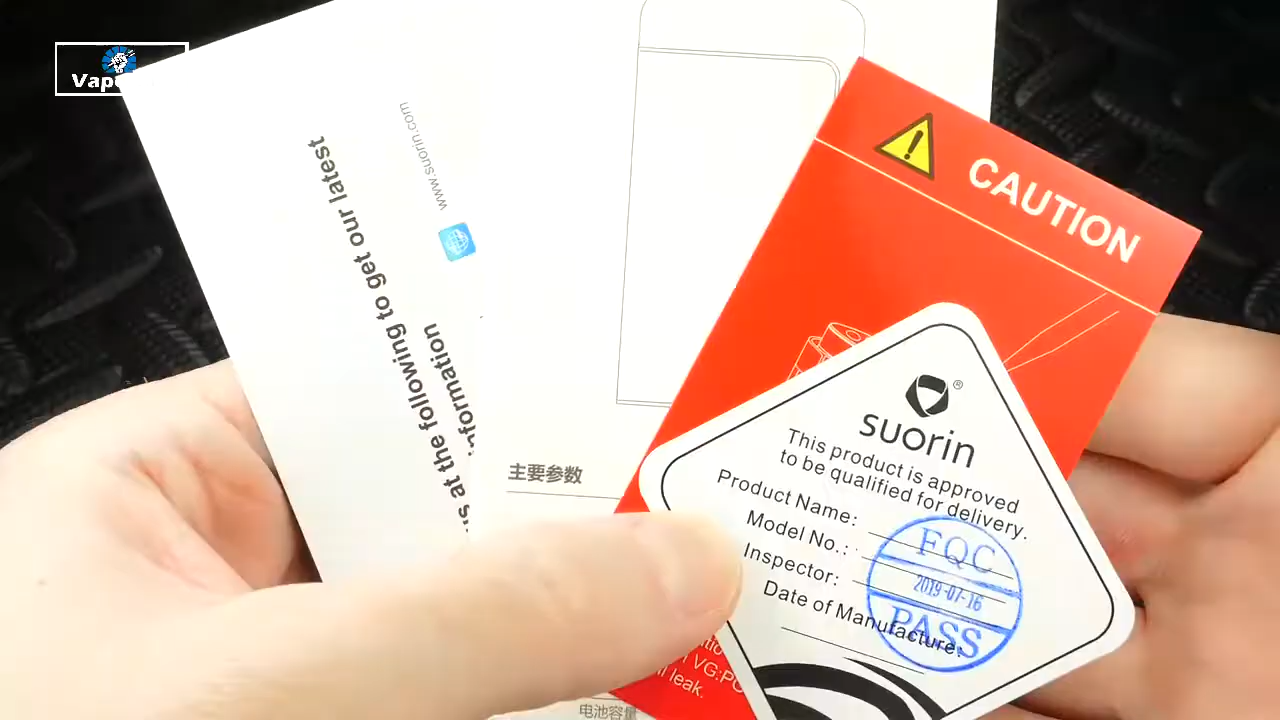 www.suorin.com
us at the following to get our latest
information
主要参数
电池容量
CAUTION
suorin®
This product is approved
to be qualified for delivery.
Product Name:
Model No.:
Inspector:
Date of Manufacture:
FQC
2019-07-16
PASS
VG:PG
leak.